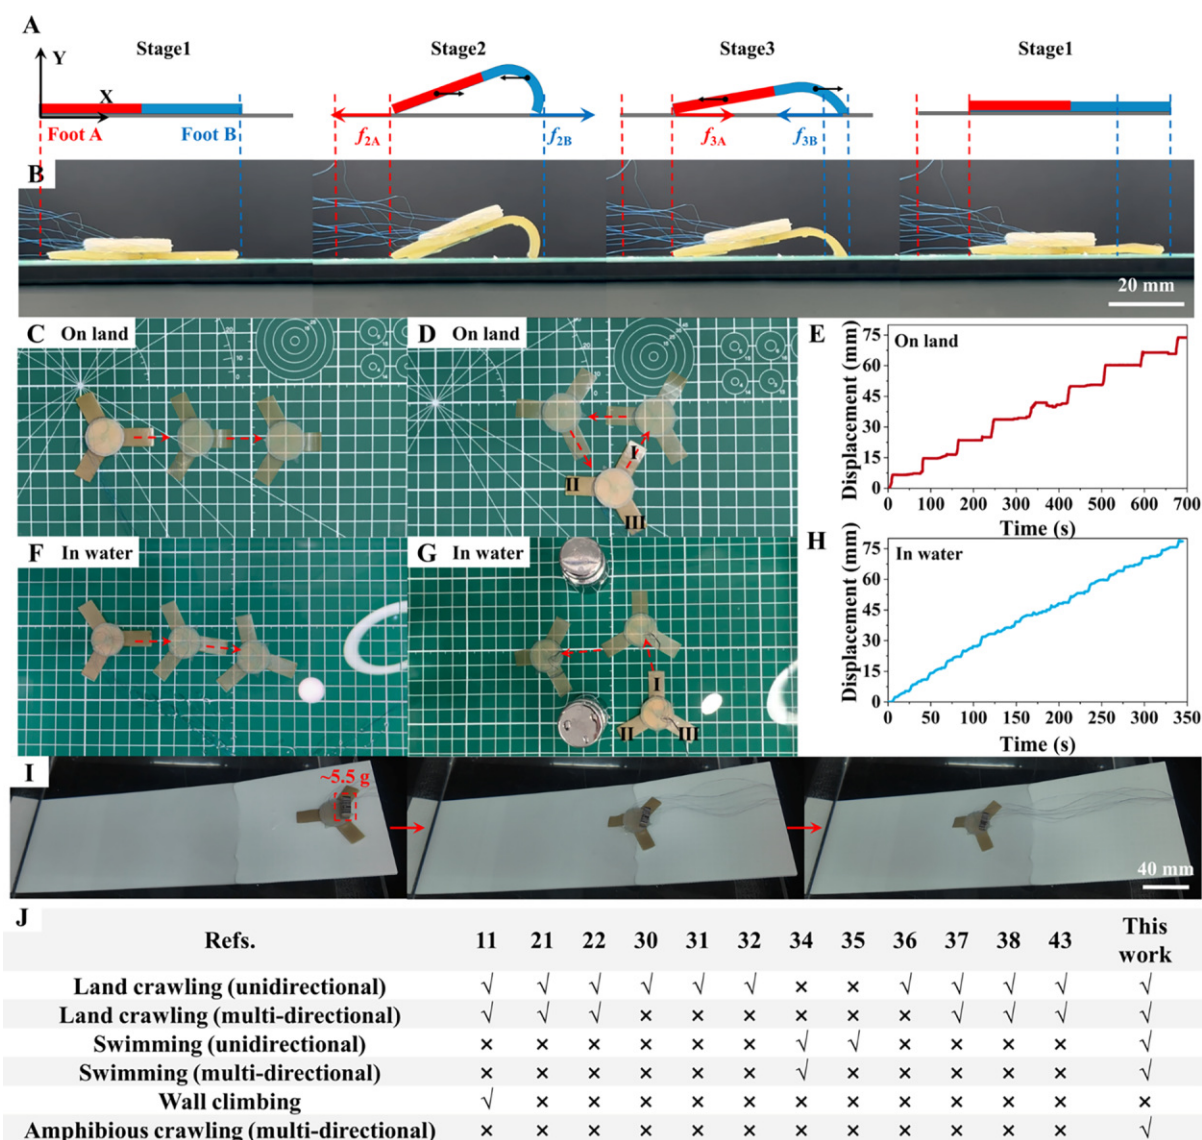 A
Stage1
Stage2
Stage3
Stage1
Y
X
Foot A
Foot B
f2A
f2B
f3A
f3B
B
20 mm
C On land
D On land
I
II
III
E
On land
Displacement (mm)
75
60
45
30
15
0
0 100 200 300 400 500 600 700
Time (s)
F In water
G In water
I
II
III
H
In water
Displacement (mm)
75
60
45
30
15
0
0 50 100 150 200 250 300 350
Time (s)
I
~5.5 g
40 mm
J
Refs. 11 21 22 30 31 32 34 35 36 37 38 43 This work
Land crawling (unidirectional) √ √ √ √ √ √ × × √ √ √ √ √
Land crawling (multi-directional) √ √ √ × × × × × × √ √ √ √
Swimming (unidirectional) × × × × × × √ √ × × × × √
Swimming (multi-directional) × × × × × × √ × × × × × √
Wall climbing √ × × × × × × × × × × × ×
Amphibious crawling (multi-directional) × × × × × × × × × × × × √